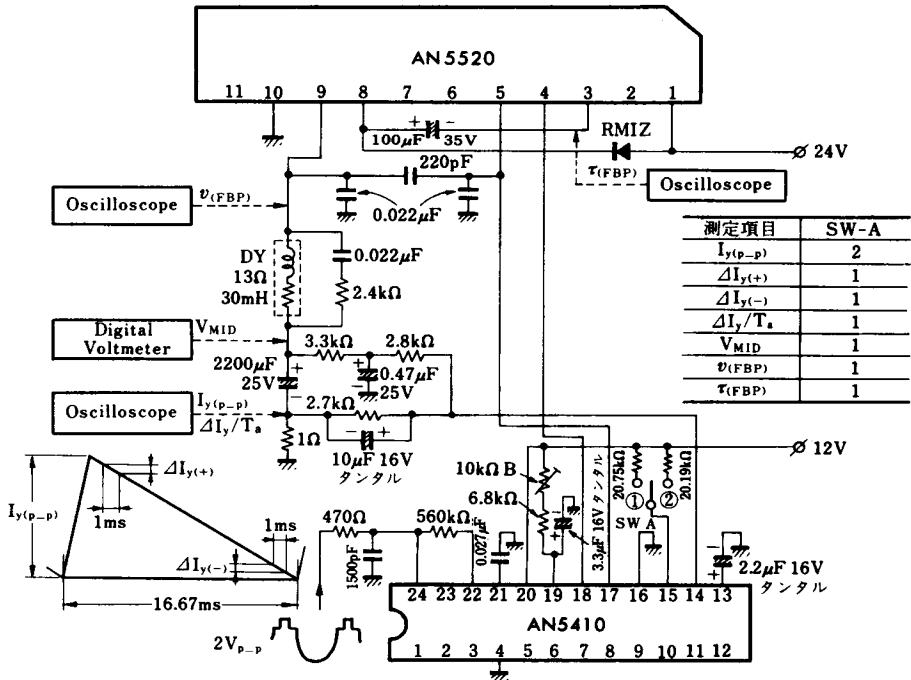 AN5520
11 10 9 8 7 6 5 4 3 2 1
+ −
100μF 35V
RMIZ
24V
220pF
τ(FBP)
Oscilloscope
Oscilloscope
υ(FBP)
0.022μF
DY
13Ω
30mH
0.022μF
2.4kΩ
測定項目 SW-A
Iy(p-p) 2
ΔIy(+) 1
ΔIy(-) 1
ΔIy/Ta 1
VMID 1
υ(FBP) 1
τ(FBP) 1
Digital
Voltmeter
VMID
3.3kΩ 2.8kΩ
2200μF
25V
+
−
+
−
0.47μF
25V
Oscilloscope
Iy(p-p)
ΔIy/Ta
2.7kΩ
− +
1Ω
10μF 16V
タンタル
12V
10kΩ B
6.8kΩ
−
+
3.3μF 16V タンタル
20.75kΩ
① ②
20.19kΩ
SW A
Iy(p-p)
ΔIy(+)
1ms
1ms
ΔIy(-)
16.67ms
470Ω
560kΩ
1500pF
0.027μF
−
+
2.2μF 16V
タンタル
2Vp-p
24 23 22 21 20 19 18 17 16 15 14 13
AN5410
1 2 3 4 5 6 7 8 9 10 11 12